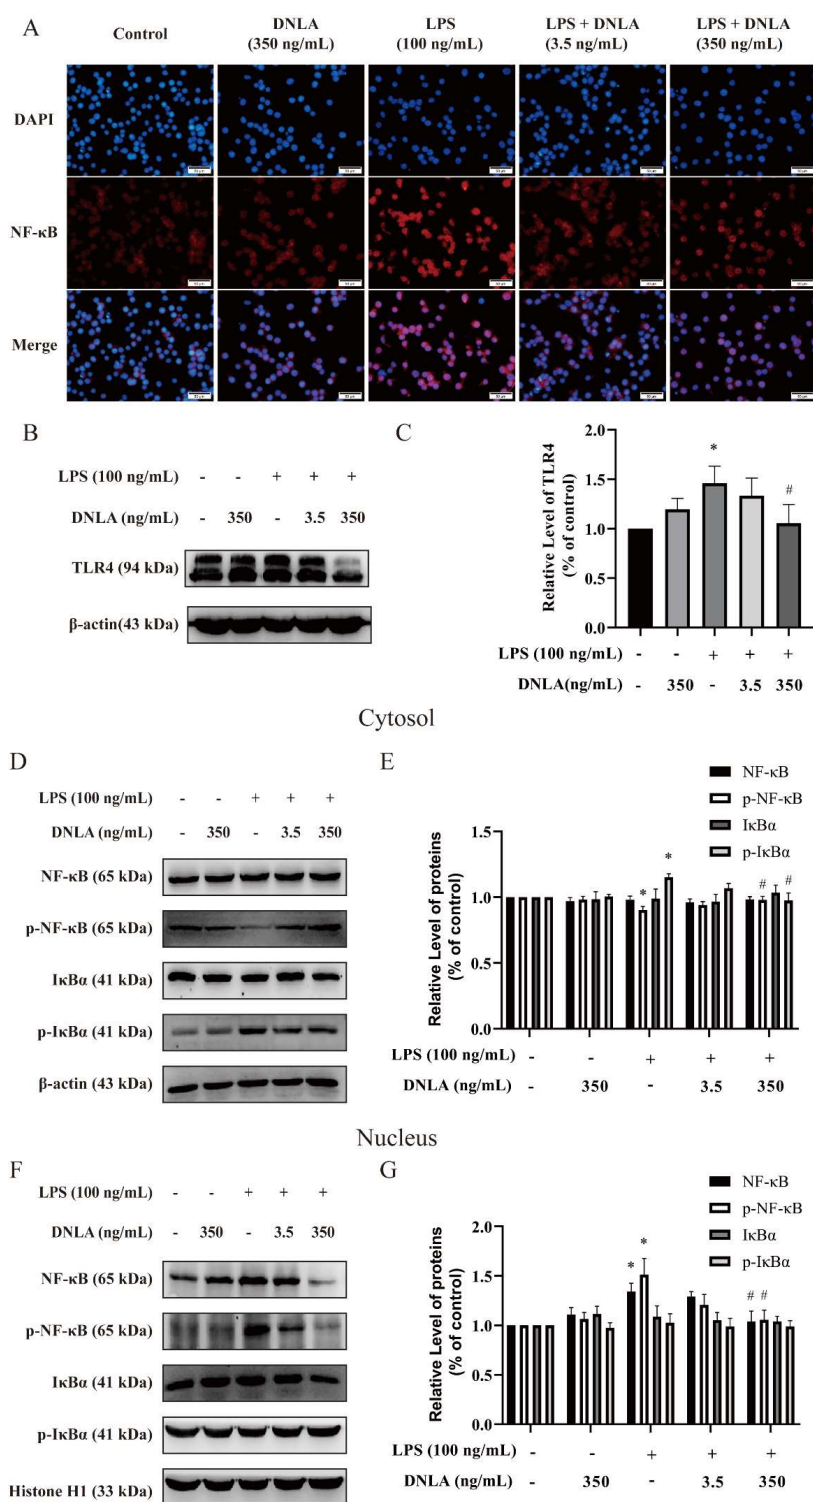 A
Control
DNLA
(350 ng/mL)
LPS
(100 ng/mL)
LPS + DNLA
(3.5 ng/mL)
LPS + DNLA
(350 ng/mL)
DAPI
NF-κB
Merge
B
LPS (100 ng/mL) - - + + +
DNLA (ng/mL) - 350 - 3.5 350
TLR4 (94 kDa)
β-actin(43 kDa)
C
Relative Level of TLR4
(% of control)
2.0
1.5
1.0
0.5
0.0
*
#
LPS (100 ng/mL) - - + + +
DNLA(ng/mL) - 350 - 3.5 350
Cytosol
D
LPS (100 ng/mL) - - + + +
DNLA (ng/mL) - 350 - 3.5 350
NF-κB (65 kDa)
p-NF-κB (65 kDa)
IκBα (41 kDa)
p-IκBα (41 kDa)
β-actin (43 kDa)
E
NF-κB
p-NF-κB
IκBα
p-IκBα
Relative Level of proteins
(% of control)
1.5
1.0
0.5
0.0
* * # #
LPS (100 ng/mL) - - + + +
DNLA (ng/mL) - 350 - 3.5 350
Nucleus
F
LPS (100 ng/mL) - - + + +
DNLA (ng/mL) - 350 - 3.5 350
NF-κB (65 kDa)
p-NF-κB (65 kDa)
IκBα (41 kDa)
p-IκBα (41 kDa)
Histone H1 (33 kDa)
G
NF-κB
p-NF-κB
IκBα
p-IκBα
Relative Level of proteins
(% of control)
2.0
1.5
1.0
0.5
0.0
* * # #
LPS (100 ng/mL) - - + + +
DNLA (ng/mL) - 350 - 3.5 350